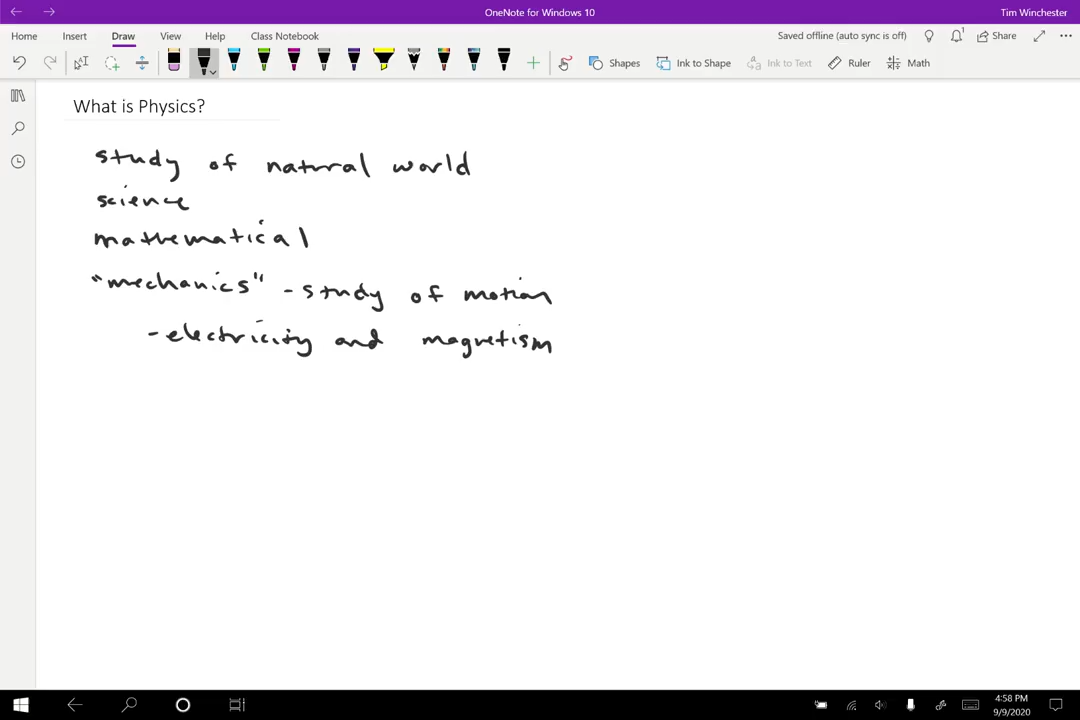 OneNote for Windows 10
Tim Winchester
Home Insert Draw View Help Class Notebook
Saved offline (auto sync is off)
1
Share
Shapes Ink to Shape Ink to Text Ruler Math
What is Physics?
study of natural world
science
mathematical
"mechanics" - study of motion
- electricity and magnetism
4:58 PM
9/9/2020